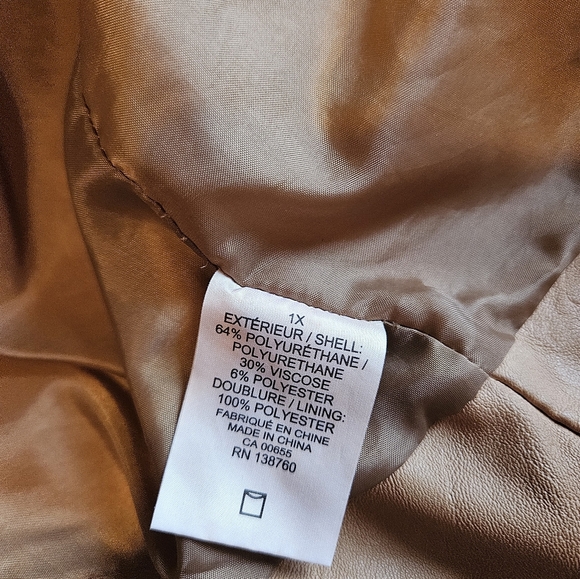 1X
EXTÉRIEUR / SHELL:
64% POLYURÉTHANE /
POLYURETHANE
30% VISCOSE
6% POLYESTER
DOUBLURE / LINING:
100% POLYESTER
FABRIQUÉ EN CHINE
MADE IN CHINA
CA 00655
RN 138760